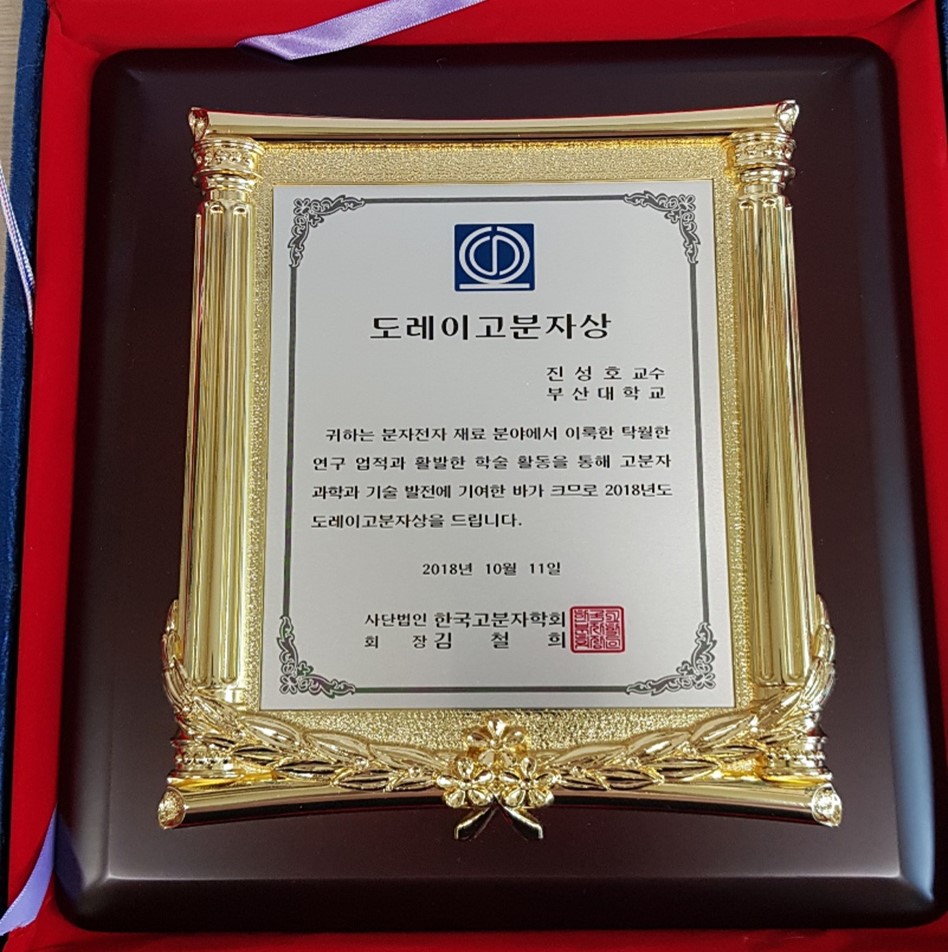 도레이고분자상
진 성 호 교수
부 산 대 학 교
귀하는 분자전자 재료 분야에서 이룩한 탁월한
연구 업적과 활발한 학술 활동을 통해 고분자
과학과 기술 발전에 기여한 바가 크므로 2018년도
도레이고분자상을 드립니다.
2018년 10월 11일
사단법인 한국고분자학회
회 장 김 철 희